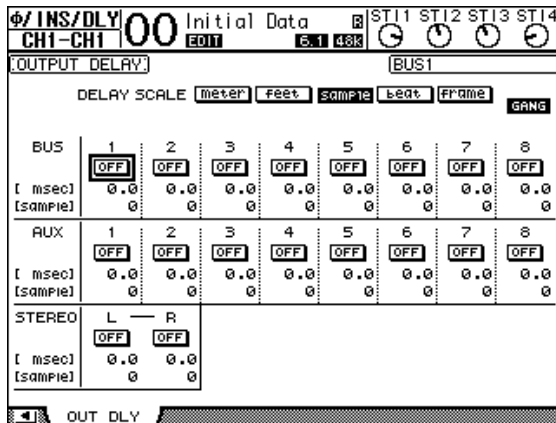 Φ/INS/DLY 00 Initial Data R STI1 STI2 STI3 STI4
CH1-CH1 EDIT 6.1 48K
OUTPUT DELAY BUS1
DELAY SCALE meter feet sample beat frame
GANG
BUS 1 2 3 4 5 6 7 8
OFF OFF OFF OFF OFF OFF OFF OFF
[ msec] 0.0 0.0 0.0 0.0 0.0 0.0 0.0 0.0
[sample] 0 0 0 0 0 0 0 0
AUX 1 2 3 4 5 6 7 8
OFF OFF OFF OFF OFF OFF OFF OFF
[ msec] 0.0 0.0 0.0 0.0 0.0 0.0 0.0 0.0
[sample] 0 0 0 0 0 0 0 0
STEREO L — R
OFF OFF
[ msec] 0.0 0.0
[sample] 0 0
OUT DLY